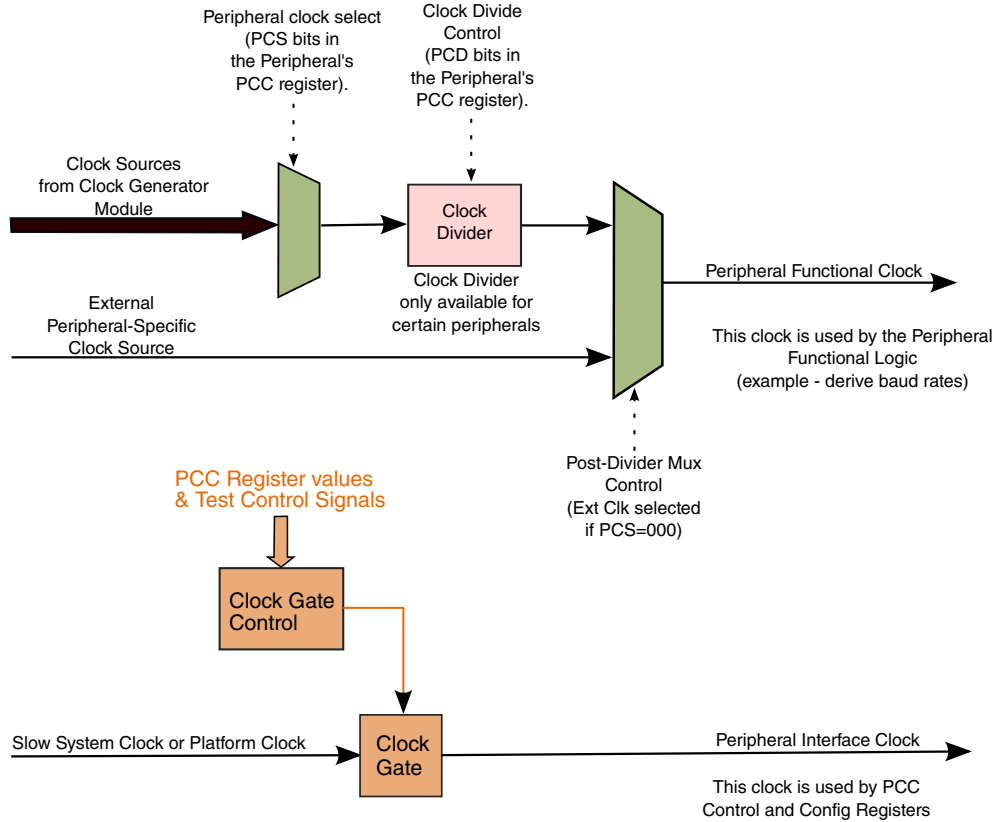 Peripheral clock select
(PCS bits in
the Peripheral's
PCC register).
Clock Divide
Control
(PCD bits in
the Peripheral's
PCC register).
Clock Sources
from Clock Generator
Module
Clock
Divider
Clock Divider
only available for
certain peripherals
External
Peripheral-Specific
Clock Source
Peripheral Functional Clock
This clock is used by the Peripheral
Functional Logic
(example - derive baud rates)
Post-Divider Mux
Control
(Ext Clk selected
if PCS=000)
PCC Register values
& Test Control Signals
Clock Gate
Control
Slow System Clock or Platform Clock
Clock
Gate
Peripheral Interface Clock
This clock is used by PCC
Control and Config Registers